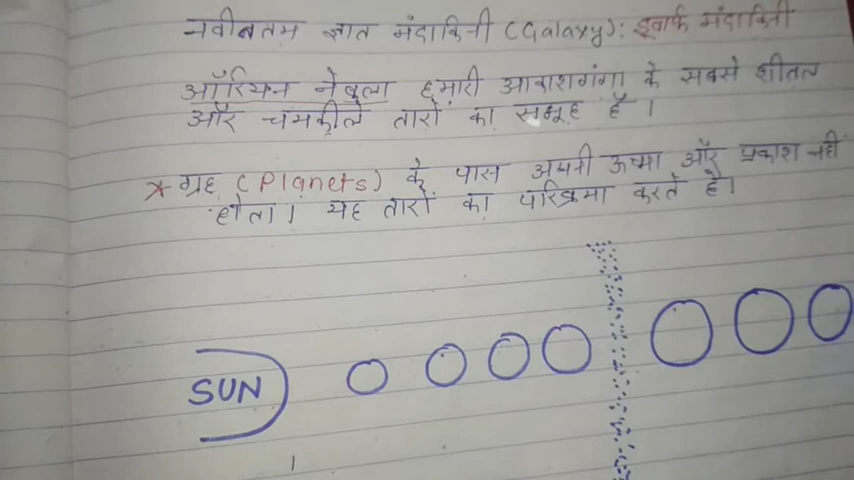 नवीनतम ज्ञात मंदाकिनी (Galaxy): ड्वार्फ मंदाकिनी
ऑरियन नेबुला हमारी आकाशगंगा के सबसे शीतल
और चमकीले तारों का समूह है।
* ग्रह (Planets) के पास अपनी ऊष्मा और प्रकाश नही
होता। यह तारों का परिक्रमा करते है।
SUN